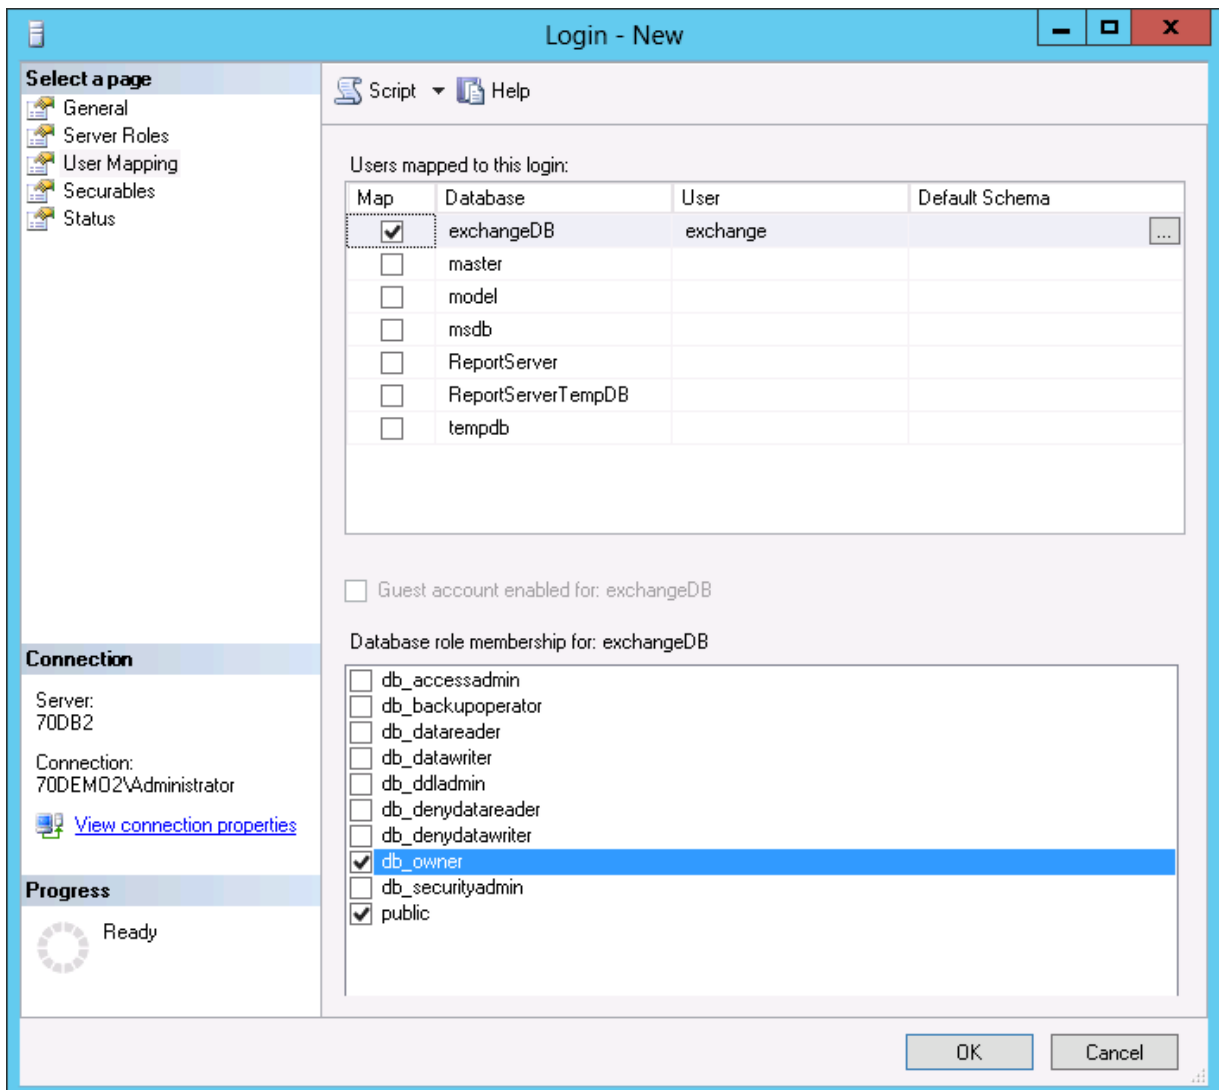 Login - New
Select a page
General
Server Roles
User Mapping
Securables
Status
Script Help
Users mapped to this login:
Map Database User Default Schema
exchangeDB exchange ...
master
model
msdb
ReportServer
ReportServerTempDB
tempdb
Guest account enabled for: exchangeDB
Database role membership for: exchangeDB
db_accessadmin
db_backupoperator
db_datareader
db_datawriter
db_ddladmin
db_denydatareader
db_denydatawriter
db_owner
db_securityadmin
public
Connection
Server:
70DB2
Connection:
70DEMO2\Administrator
View connection properties
Progress
Ready
OK Cancel